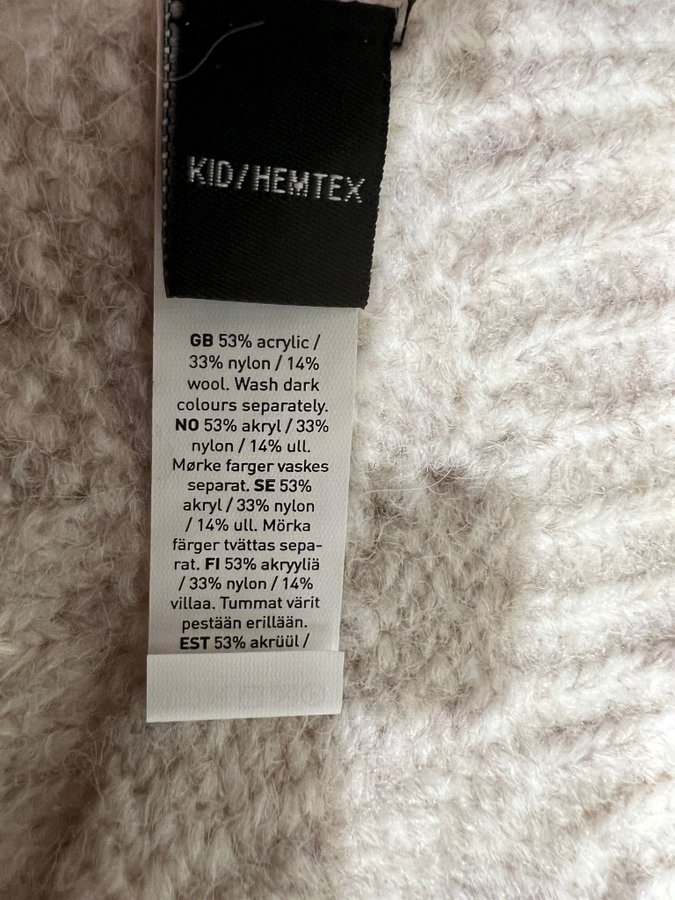 KID/HEMTEX
GB 53% acrylic /
33% nylon / 14%
wool. Wash dark
colours separately.
NO 53% akryl / 33%
nylon / 14% ull.
Mørke farger vaskes
separat. SE 53%
akryl / 33% nylon
/ 14% ull. Mörka
färger tvättas sepa-
rat. FI 53% akryyliä
/ 33% nylon / 14%
villaa. Tummat värit
pestään erillään.
EST 53% akrüül /